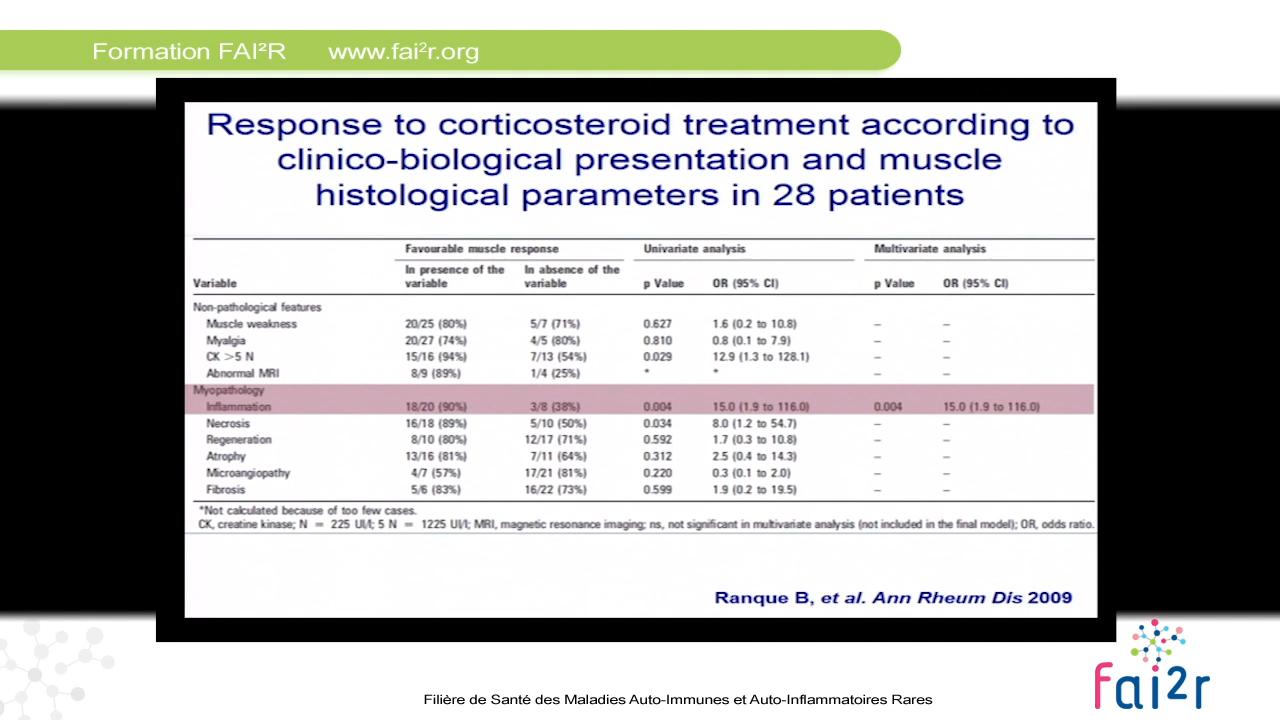 Formation FAI²R www.fai²r.org
Response to corticosteroid treatment according to
clinico-biological presentation and muscle
histological parameters in 28 patients
Favourable muscle response Univariate analysis Multivariate analysis
In presence of the In absence of the
Variable variable variable p Value OR (95% CI) p Value OR (95% CI)
Non-pathological features
Muscle weakness 20/25 (80%) 5/7 (71%) 0.627 1.6 (0.2 to 10.8) – –
Myalgia 20/27 (74%) 4/5 (80%) 0.810 0.8 (0.1 to 7.9) – –
CK >5 N 15/16 (94%) 7/13 (54%) 0.029 12.9 (1.3 to 128.1) – –
Abnormal MRI 8/9 (89%) 1/4 (25%) * * – –
Myopathology
Inflammation 18/20 (90%) 3/8 (38%) 0.004 15.0 (1.9 to 116.0) 0.004 15.0 (1.9 to 116.0)
Necrosis 16/18 (89%) 5/10 (50%) 0.034 8.0 (1.2 to 54.7) – –
Regeneration 8/10 (80%) 12/17 (71%) 0.592 1.7 (0.3 to 10.8) – –
Atrophy 13/16 (81%) 7/11 (64%) 0.312 2.5 (0.4 to 14.3) – –
Microangiopathy 4/7 (57%) 17/21 (81%) 0.220 0.3 (0.1 to 2.0) – –
Fibrosis 5/6 (83%) 16/22 (73%) 0.599 1.9 (0.2 to 19.5) – –
*Not calculated because of too few cases.
CK, creatine kinase; N = 225 UI/l; 5 N = 1225 UI/l; MRI, magnetic resonance imaging; ns, not significant in multivariate analysis (not included in the final model); OR, odds ratio.
Ranque B, et al. Ann Rheum Dis 2009
fai2r
Filière de Santé des Maladies Auto-Immunes et Auto-Inflammatoires Rares